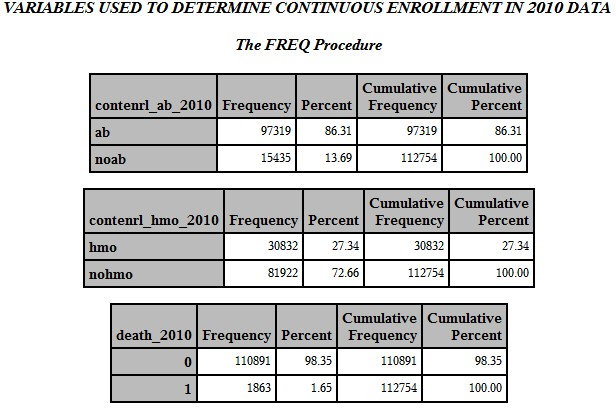 VARIABLES USED TO DETERMINE CONTINUOUS ENROLLMENT IN 2010 DATA
The FREQ Procedure
contenrl_ab_2010 Frequency Percent Cumulative Frequency Cumulative Percent
ab 97319 86.31 97319 86.31
noab 15435 13.69 112754 100.00
contenrl_hmo_2010 Frequency Percent Cumulative Frequency Cumulative Percent
hmo 30832 27.34 30832 27.34
nohmo 81922 72.66 112754 100.00
death_2010 Frequency Percent Cumulative Frequency Cumulative Percent
0 110891 98.35 110891 98.35
1 1863 1.65 112754 100.00